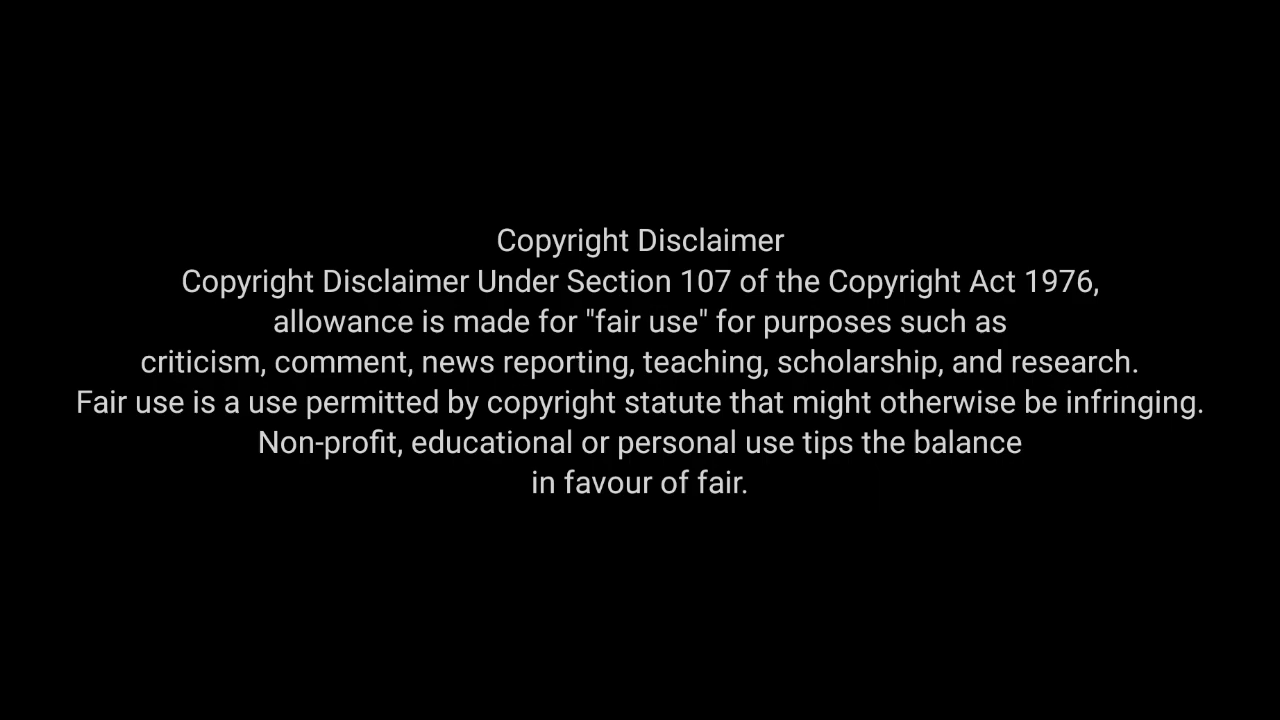 Copyright Disclaimer
Copyright Disclaimer Under Section 107 of the Copyright Act 1976,
allowance is made for "fair use" for purposes such as
criticism, comment, news reporting, teaching, scholarship, and research.
Fair use is a use permitted by copyright statute that might otherwise be infringing.
Non-profit, educational or personal use tips the balance
in favour of fair.